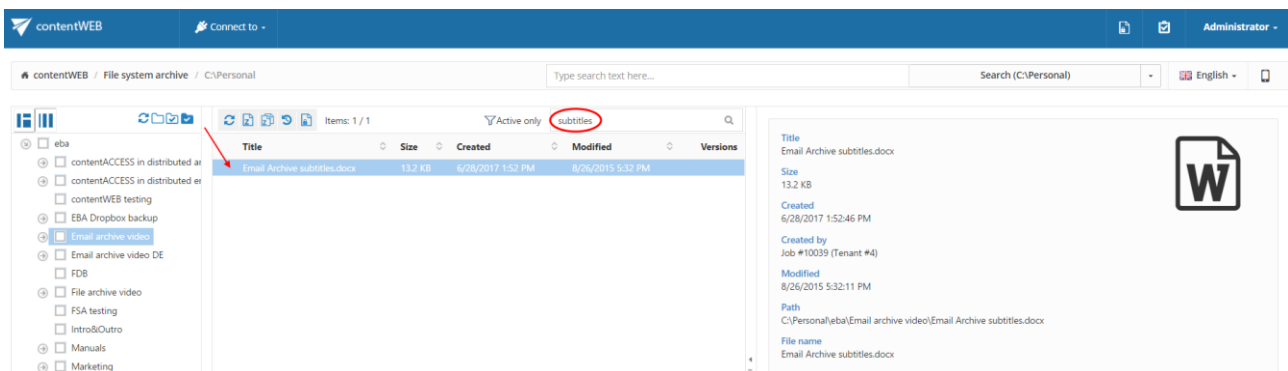 contentWEB
Connect to
Administrator
contentWEB / File system archive / C:\Personal
Type search text here...
Search (C:\Personal)
English
Items: 1 / 1
Active only
subtitles
eba
contentACCESS in distributed ar
contentACCESS in distributed er
contentWEB testing
EBA Dropbox backup
Email archive video
Email archive video DE
FDB
File archive video
FSA testing
Intro&Outro
Manuals
Marketing
Title Size Created Modified Versions
Email Archive subtitles.docx 13.2 KB 6/28/2017 1:52 PM 8/26/2015 5:32 PM
Title
Email Archive subtitles.docx
Size
13.2 KB
Created
6/28/2017 1:52:46 PM
Created by
Job #10039 (Tenant #4)
Modified
8/26/2015 5:32:11 PM
Path
C:\Personal\eba\Email archive video\Email Archive subtitles.docx
File name
Email Archive subtitles.docx
W